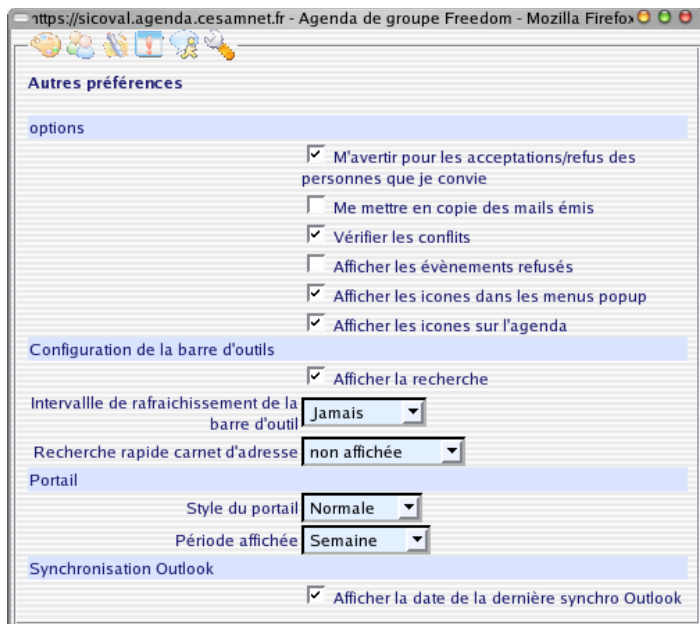 https://sicoval.agenda.cesamnet.fr - Agenda de groupe Freedom - Mozilla Firefox
Autres préférences
options
M'avertir pour les acceptations/refus des
personnes que je convie
Me mettre en copie des mails émis
Vérifier les conflits
Afficher les évènements refusés
Afficher les icones dans les menus popup
Afficher les icones sur l'agenda
Configuration de la barre d'outils
Afficher la recherche
Intervallle de rafraichissement de la
barre d'outil Jamais
Recherche rapide carnet d'adresse non affichée
Portail
Style du portail Normale
Période affichée Semaine
Synchronisation Outlook
Afficher la date de la dernière synchro Outlook